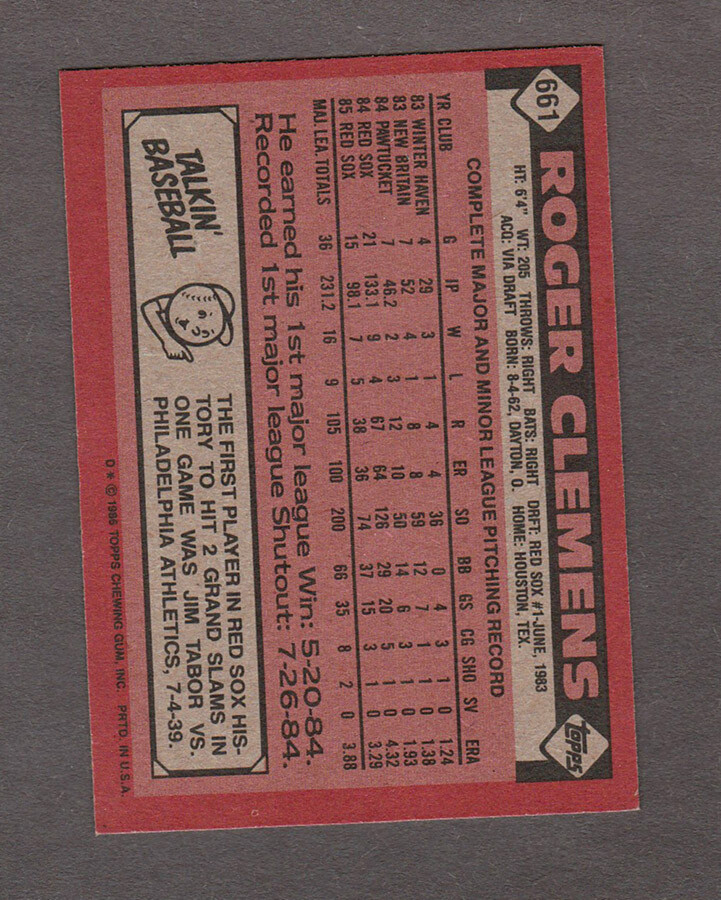 661 ROGER CLEMENS topps
HT: 6'4" WT: 205 THROWS: RIGHT BATS: RIGHT DRFT: RED SOX #1-JUNE, 1983
ACQ: VIA DRAFT BORN: 8-4-62, DAYTON, O. HOME: HOUSTON, TEX.
COMPLETE MAJOR AND MINOR LEAGUE PITCHING RECORD
YR CLUB G IP W L R ER SO BB GS CG SHO SV ERA
83 WINTER HAVEN 4 29 3 1 4 4 36 0 4 3 1 0 1.24
83 NEW BRITAIN 7 52 4 1 8 8 59 12 7 1 1 0 1.38
84 PAWTUCKET 7 46.2 2 3 12 10 50 14 6 3 1 0 1.93
84 RED SOX 21 133.1 9 4 67 64 126 29 20 5 1 0 4.32
85 RED SOX 15 98.1 7 5 38 36 74 37 15 3 1 0 3.29
MAJ. LEA. TOTALS 36 231.2 16 9 105 100 200 66 35 8 2 0 3.88
He earned his 1st major league Win: 5-20-84.
Recorded 1st major league Shutout: 7-26-84.
TALKIN'
BASEBALL
THE FIRST PLAYER IN RED SOX HIS-
TORY TO HIT 2 GRAND SLAMS IN
ONE GAME WAS JIM TABOR VS.
PHILADELPHIA ATHLETICS, 7-4-39.
D * © 1986 TOPPS CHEWING GUM, INC. PRTD. IN U.S.A.